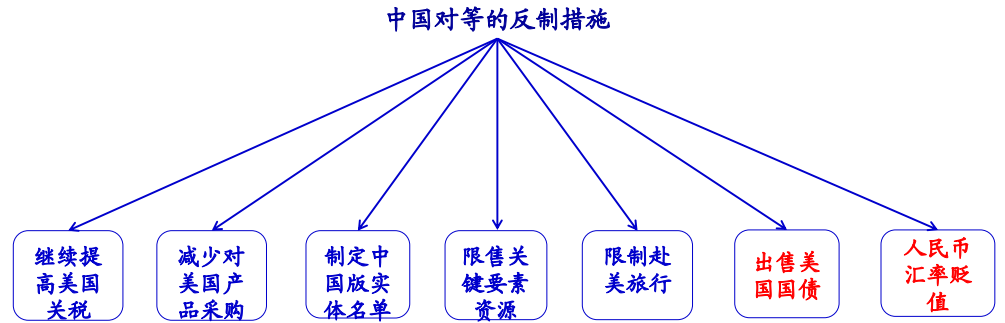 中国对等的反制措施
继续提
高美国
关税
减少对
美国产
品采购
制定中
国版实
体名单
限售关
键要素
资源
限制赴
美旅行
出售美
国国债
人民币
汇率贬
值